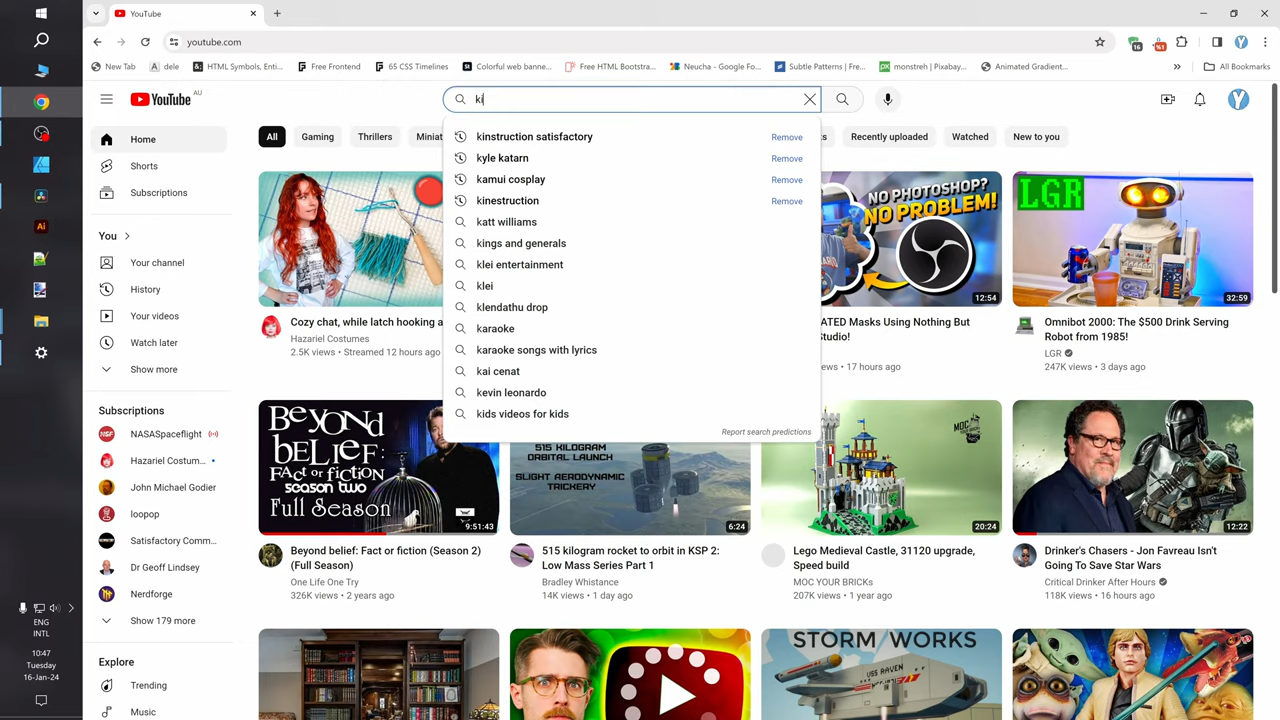 YouTube
youtube.com
New Tab
dele
HTML Symbols, Enti...
Free Frontend
65 CSS Timelines
Colorful web banne...
Free HTML Bootstra...
Neucha - Google Fo...
Subtle Patterns | Fre...
monstreh | Pixabay...
Animated Gradient...
»
All Bookmarks
16
%1
YouTube AU
ki
Home
Shorts
Subscriptions
You
Your channel
History
Your videos
Watch later
Show more
Subscriptions
NASASpaceflight
Hazariel Costum...
John Michael Godier
loopop
Satisfactory Comm...
Dr Geoff Lindsey
Nerdforge
Show 179 more
Explore
Trending
Music
All
Gaming
Thrillers
Miniat
Recently uploaded
Watched
New to you
kinstruction satisfactory Remove
kyle katarn Remove
kamui cosplay Remove
kinestruction Remove
katt williams
kings and generals
klei entertainment
klei
klendathu drop
karaoke
karaoke songs with lyrics
kai cenat
kevin leonardo
kids videos for kids
Report search predictions
Cozy chat, while latch hooking a
Hazariel Costumes
2.5K views • Streamed 12 hours ago
NO PHOTOSHOP?
NO PROBLEM!
12:54
ATED Masks Using Nothing But
Studio!
ws • 17 hours ago
LGR
32:59
Omnibot 2000: The $500 Drink Serving
Robot from 1985!
LGR
247K views • 3 days ago
BEYOND
BELIEF:
FACT or FICTION
season two
Full Season
9:51:43
Beyond belief: Fact or fiction (Season 2)
(Full Season)
One Life One Try
326K views • 2 years ago
515 KILOGRAM
ORBITAL LAUNCH
SLIGHT AERODYNAMIC
TRICKERY
6:24
515 kilogram rocket to orbit in KSP 2:
Low Mass Series Part 1
Bradley Whistance
14K views • 1 day ago
MOC YOUR BRICKs
20:24
Lego Medieval Castle, 31120 upgrade,
Speed build
MOC YOUR BRICKs
207K views • 1 year ago
12:22
Drinker's Chasers - Jon Favreau Isn't
Going To Save Star Wars
Critical Drinker After Hours
118K views • 16 hours ago
STORM WORKS
USS RAVEN
ENG
INTL
10:47
Tuesday
16-Jan-24